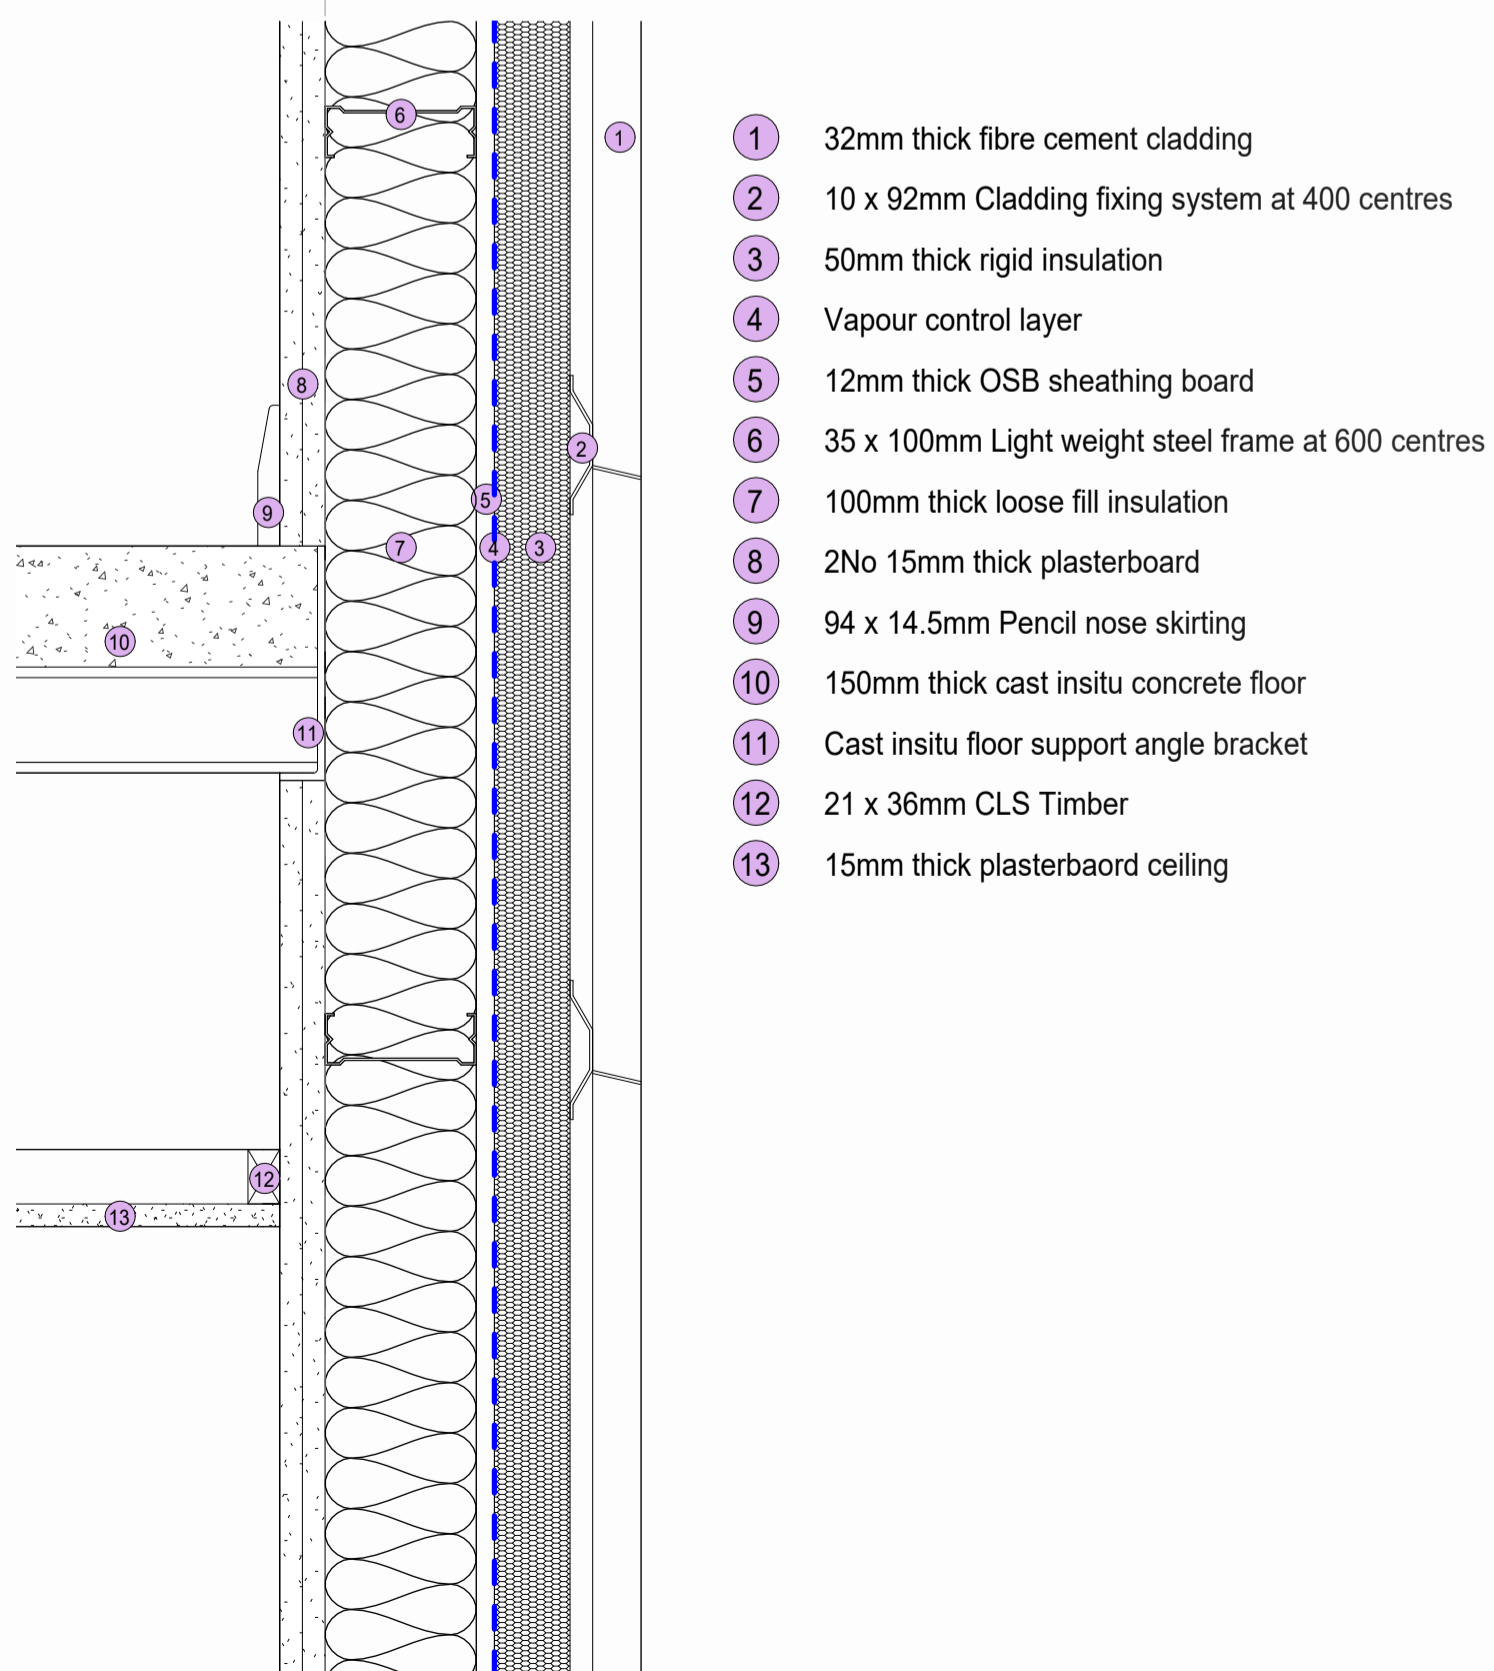 6
1
8
2
9
5
7
4
3
10
11
12
13
1 32mm thick fibre cement cladding
2 10 x 92mm Cladding fixing system at 400 centres
3 50mm thick rigid insulation
4 Vapour control layer
5 12mm thick OSB sheathing board
6 35 x 100mm Light weight steel frame at 600 centres
7 100mm thick loose fill insulation
8 2No 15mm thick plasterboard
9 94 x 14.5mm Pencil nose skirting
10 150mm thick cast insitu concrete floor
11 Cast insitu floor support angle bracket
12 21 x 36mm CLS Timber
13 15mm thick plasterbaord ceiling